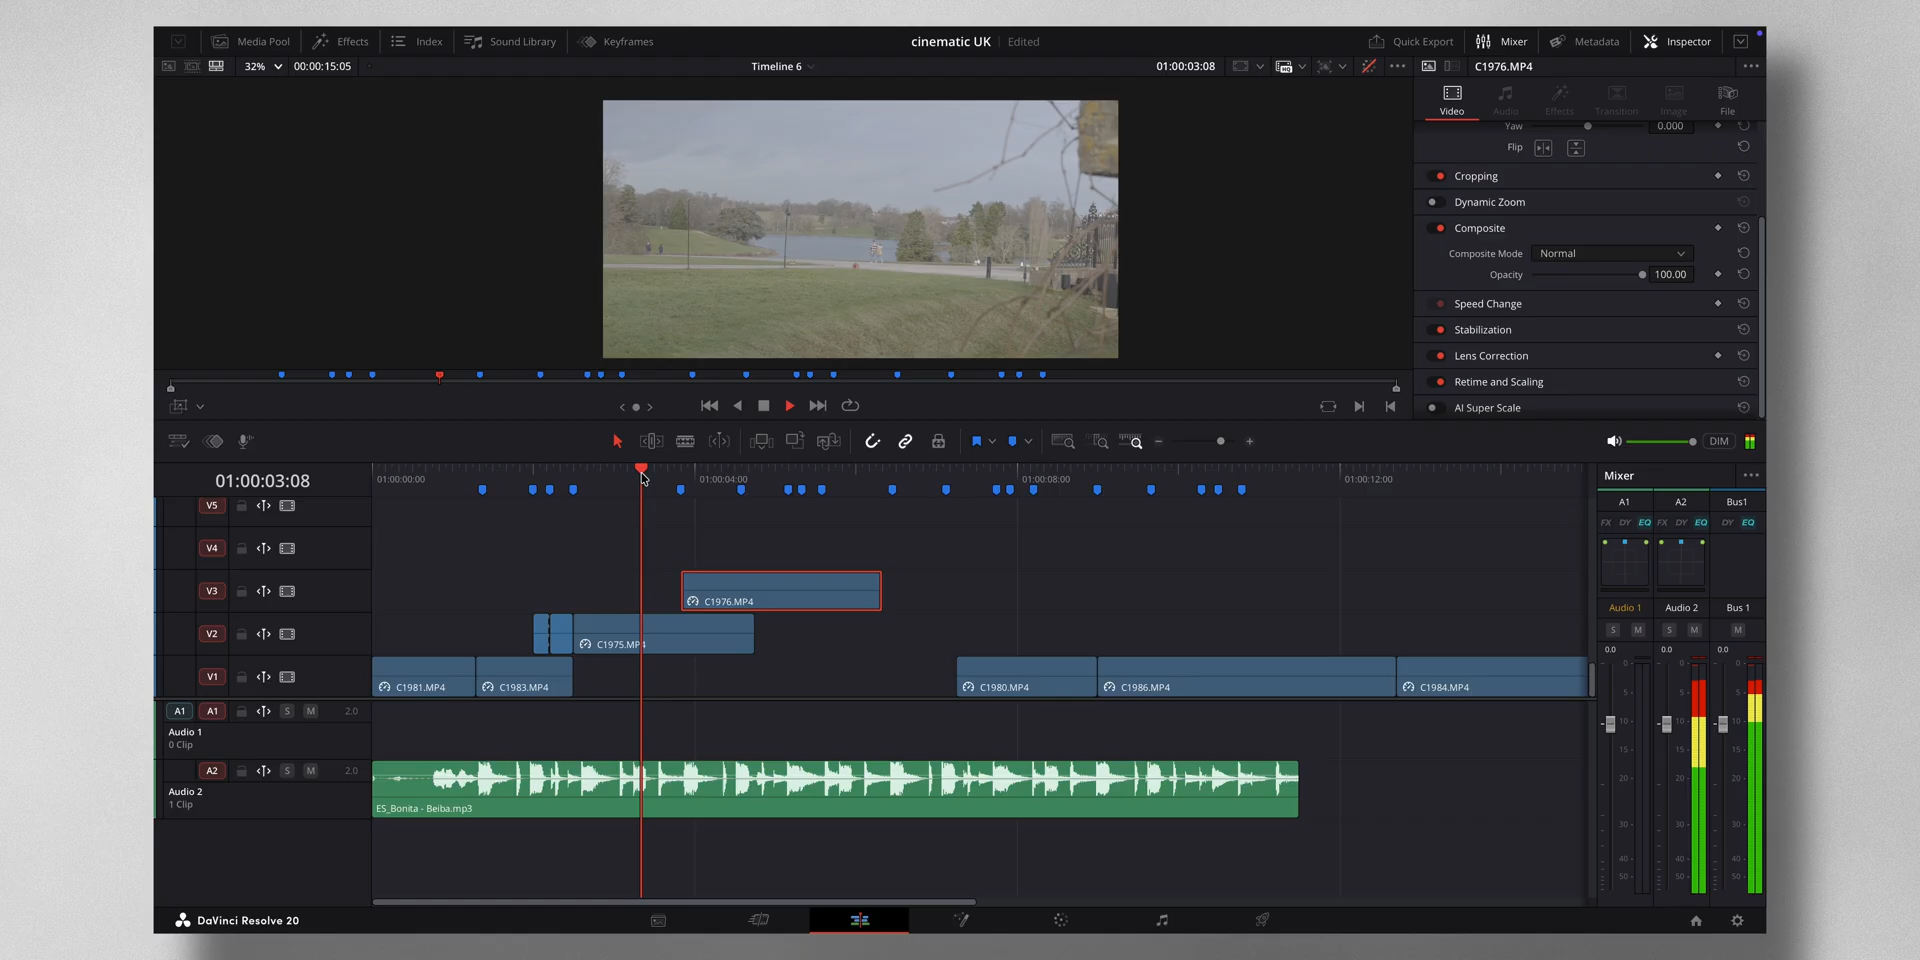 Media Pool Effects Index Sound Library Keyframes cinematic UK Edited Quick Export Mixer Metadata Inspector
32% 00:00:15:05 Timeline 6 01:00:03:08 C1976.MP4
Video Audio Effects Transition Image File
Yaw 0.000
Flip
Cropping
Dynamic Zoom
Composite
Composite Mode Normal
Opacity 100.00
Speed Change
Stabilization
Lens Correction
Retime and Scaling
AI Super Scale
DIM
01:00:03:08 01:00:00:00 01:00:04:00 01:00:08:00 01:00:12:00
V5
V4
V3 C1976.MP4
V2 C1975.MP4
V1 C1981.MP4 C1983.MP4 C1980.MP4 C1986.MP4 C1984.MP4
A1 A1 S M 2.0
Audio 1
0 Clip
A2 S M 2.0
Audio 2
1 Clip
ES_Bonita - Beiba.mp3
Mixer
A1 A2 Bus1
FX DY EQ FX DY EQ DY EQ
Audio 1 Audio 2 Bus 1
S M S M M
0.0 0.0 0.0
0 0 0
5 5 5
10 10 10
15 15 15
20 20 20
30 30 30
40 40 40
50 50 50
DaVinci Resolve 20